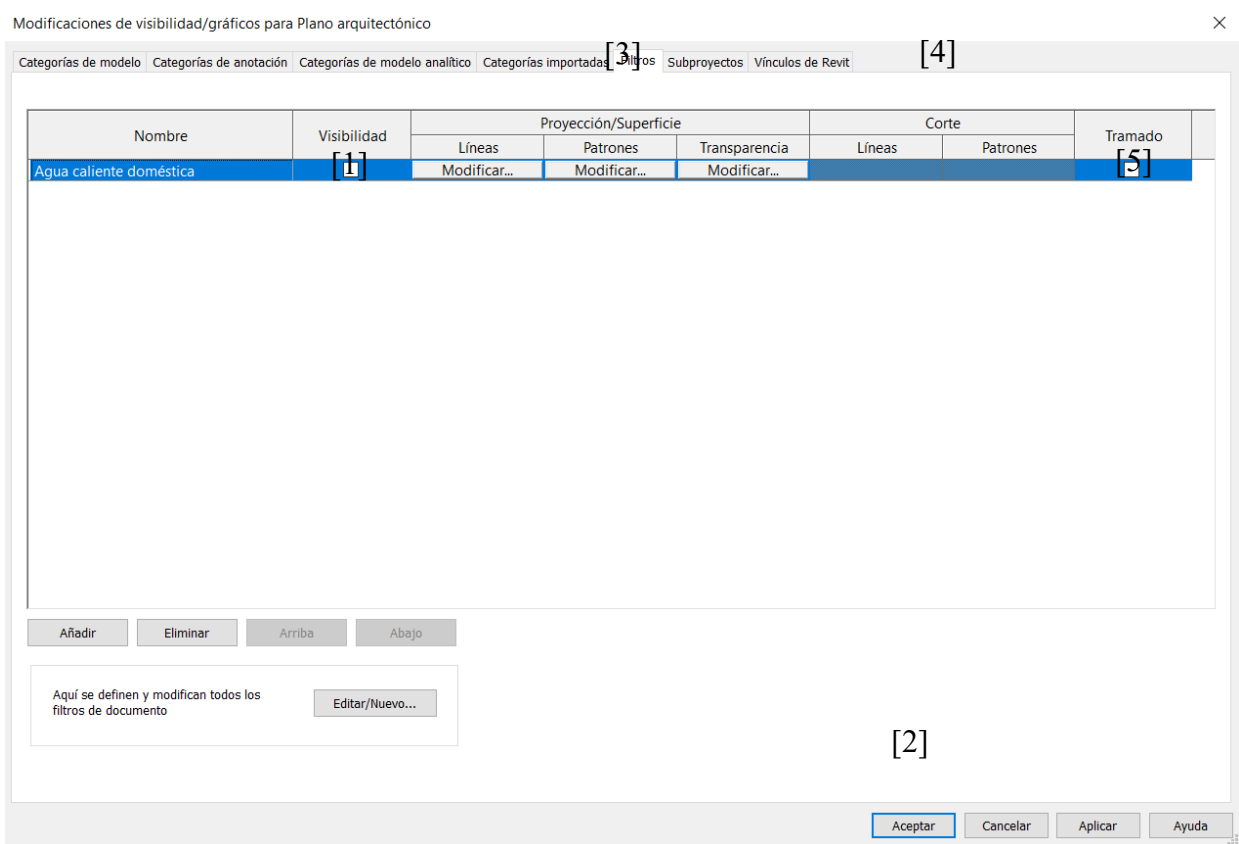 Modificaciones de visibilidad/gráficos para Plano arquitectónico
Categorías de modelo Categorías de anotación Categorías de modelo analítico Categorías importadas [3] Filtros Subproyectos Vínculos de Revit [4]
Nombre Visibilidad Proyección/Superficie Corte Tramado
Líneas Patrones Transparencia Líneas Patrones
Agua caliente doméstica [1] Modificar... Modificar... Modificar... [5]
Añadir Eliminar Arriba Abajo
Aquí se definen y modifican todos los
filtros de documento
Editar/Nuevo...
[2]
Aceptar Cancelar Aplicar Ayuda